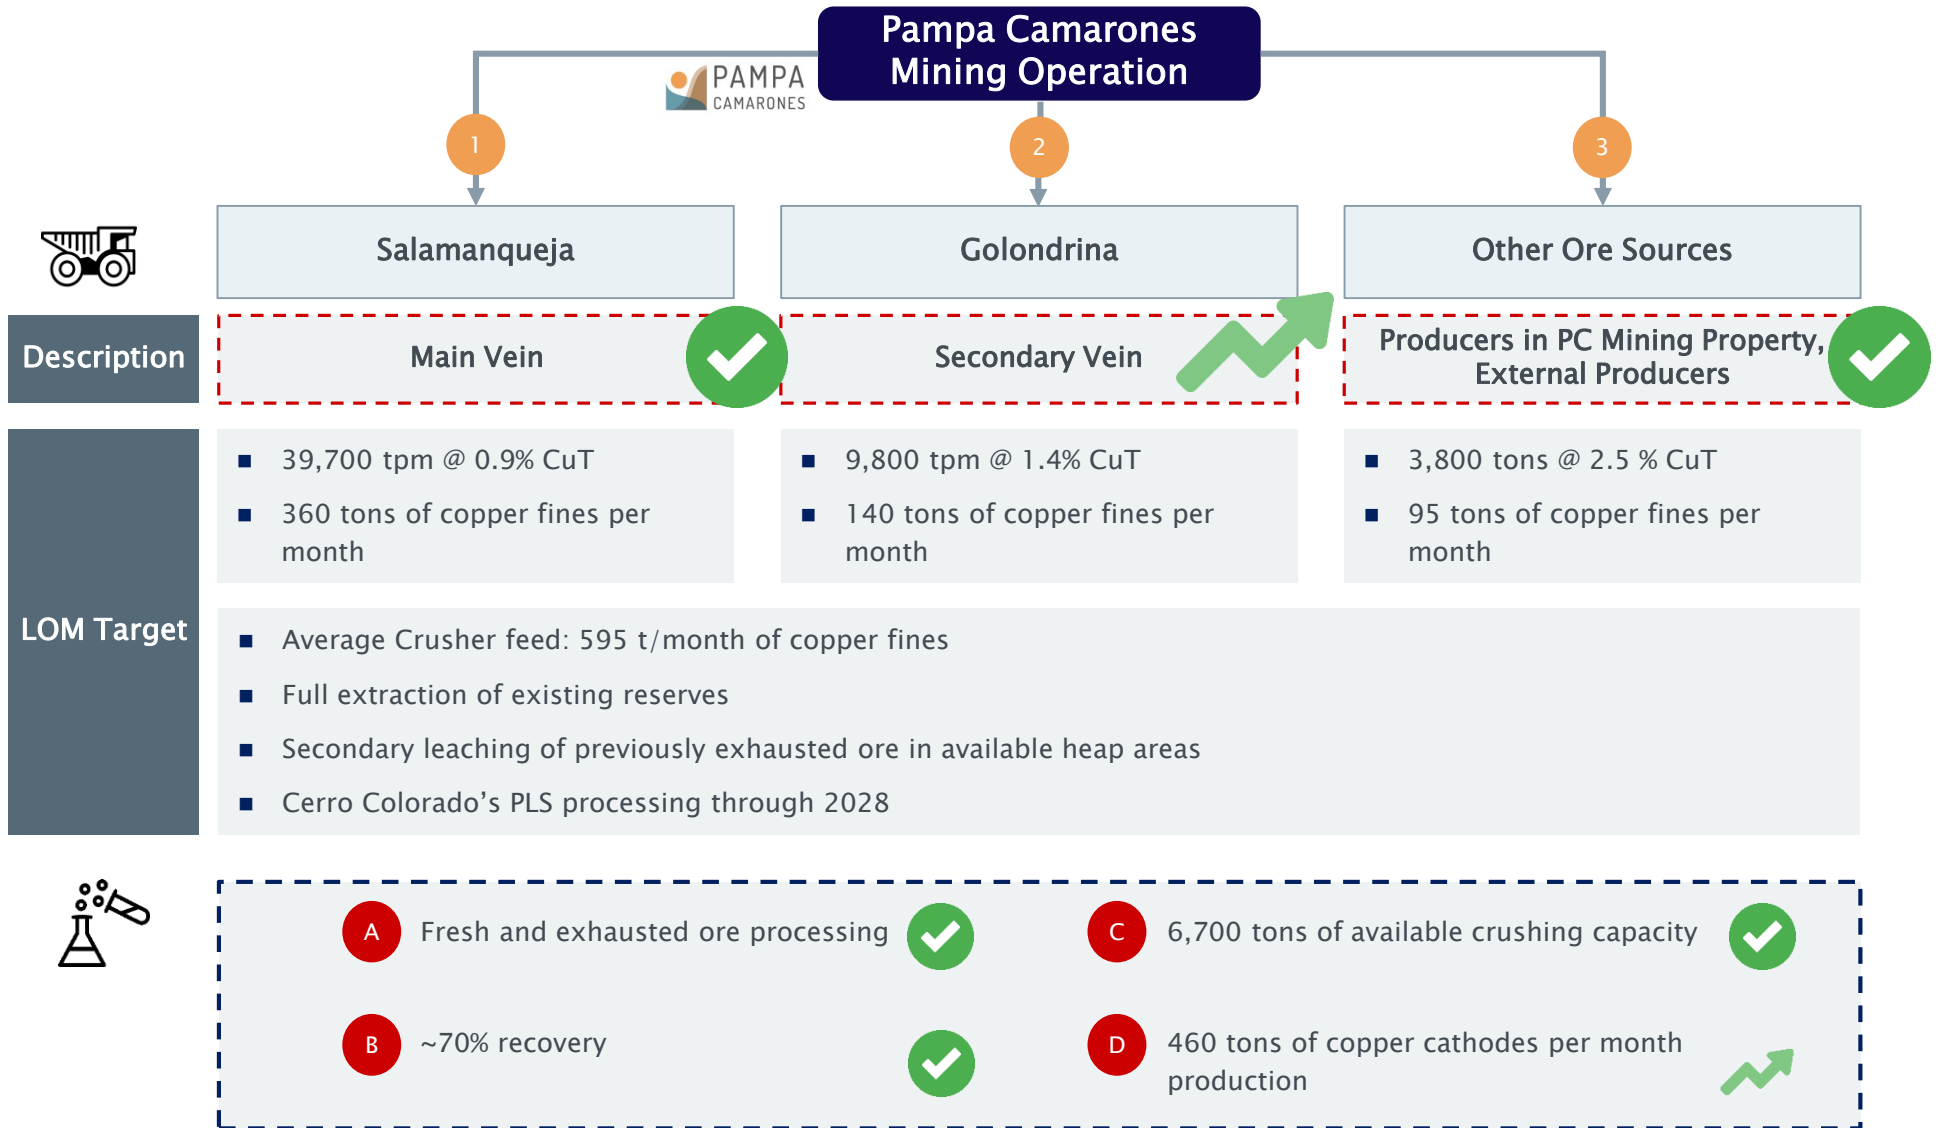 Pampa Camarones
Mining Operation
PAMPA
CAMARONES
1
2
3
Salamanqueja
Golondrina
Other Ore Sources
Description
Main Vein
Secondary Vein
Producers in PC Mining Property,
External Producers
LOM Target
39,700 tpm @ 0.9% CuT
360 tons of copper fines per
month
9,800 tpm @ 1.4% CuT
140 tons of copper fines per
month
3,800 tons @ 2.5 % CuT
95 tons of copper fines per
month
Average Crusher feed: 595 t/month of copper fines
Full extraction of existing reserves
Secondary leaching of previously exhausted ore in available heap areas
Cerro Colorado’s PLS processing through 2028
A Fresh and exhausted ore processing
B ~70% recovery
C 6,700 tons of available crushing capacity
D 460 tons of copper cathodes per month
production